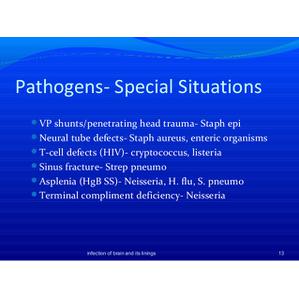 Pathogens- Special Situations
VP shunts/penetrating head trauma- Staph epi
Neural tube defects- Staph aureus, enteric organisms
T-cell defects (HIV)- cryptococcus, listeria
Sinus fracture- Strep pneumo
Asplenia (HgB SS)- Neisseria, H. flu, S. pneumo
Terminal compliment deficiency- Neisseria
infection of brain and its linings 13